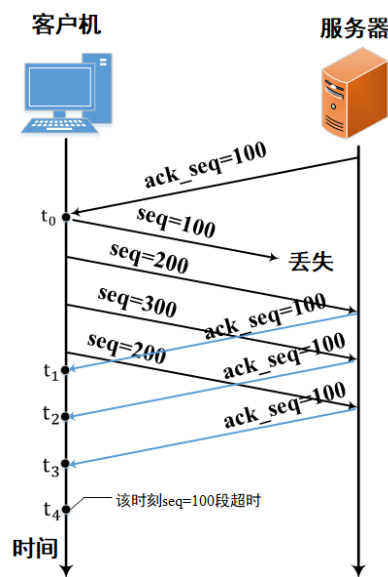 客户机
服务器
ack_seq=100
t0
seq=100
丢失
seq=200
seq=300
ack_seq=100
seq=200
ack_seq=100
t1
t2
ack_seq=100
t3
t4
该时刻seq=100段超时
时间